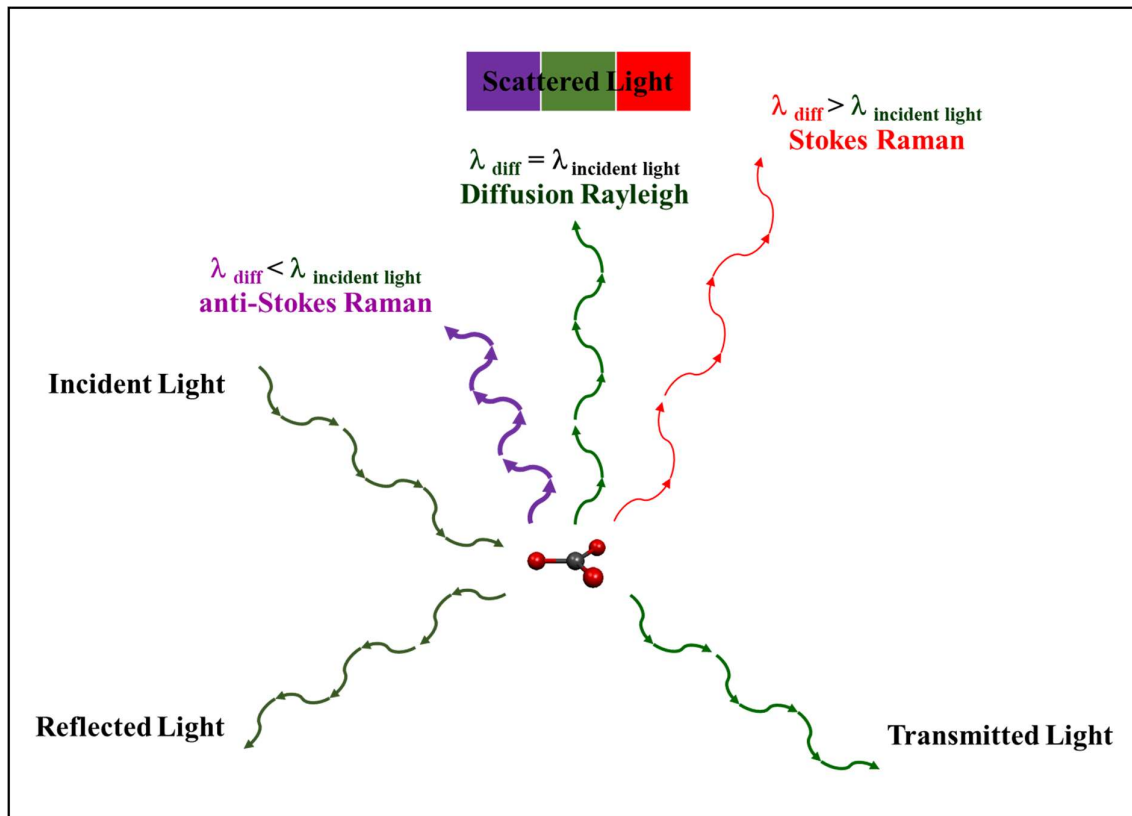 Scattered Light
λ diff > λ incident light
Stokes Raman
λ diff = λ incident light
Diffusion Rayleigh
λ diff < λ incident light
anti-Stokes Raman
Incident Light
Reflected Light
Transmitted Light